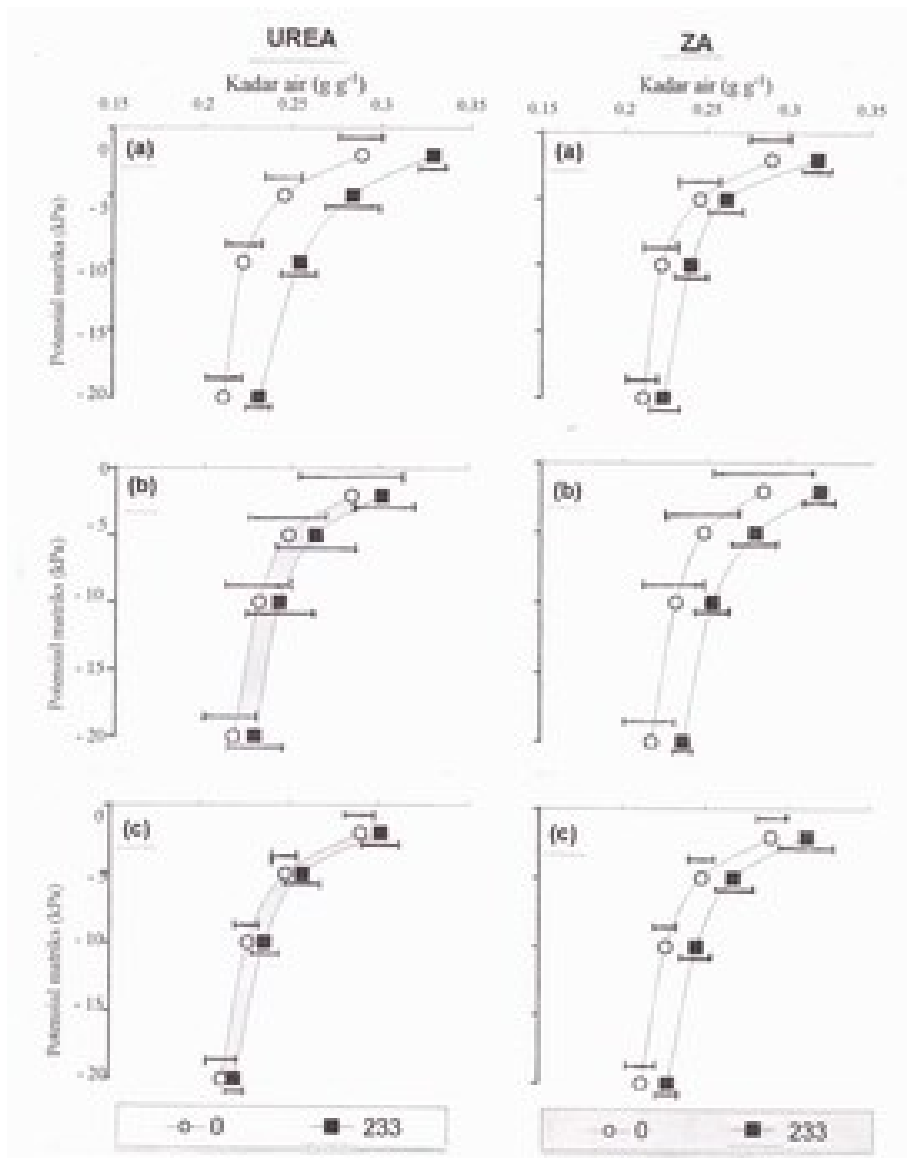 UREA
Kadar air (g g⁻¹)
0.15 0.2 0.25 0.3 0.35
(a)
Potensial matriks (kPa)
0
- 5
- 10
- 15
- 20
(b)
Potensial matriks (kPa)
0
- 5
- 10
- 15
- 20
(c)
Potensial matriks (kPa)
0
- 5
- 10
- 15
- 20
0 233
ZA
Kadar air (g g⁻¹)
0.15 0.2 0.25 0.3 0.35
(a)
(b)
(c)
0 233